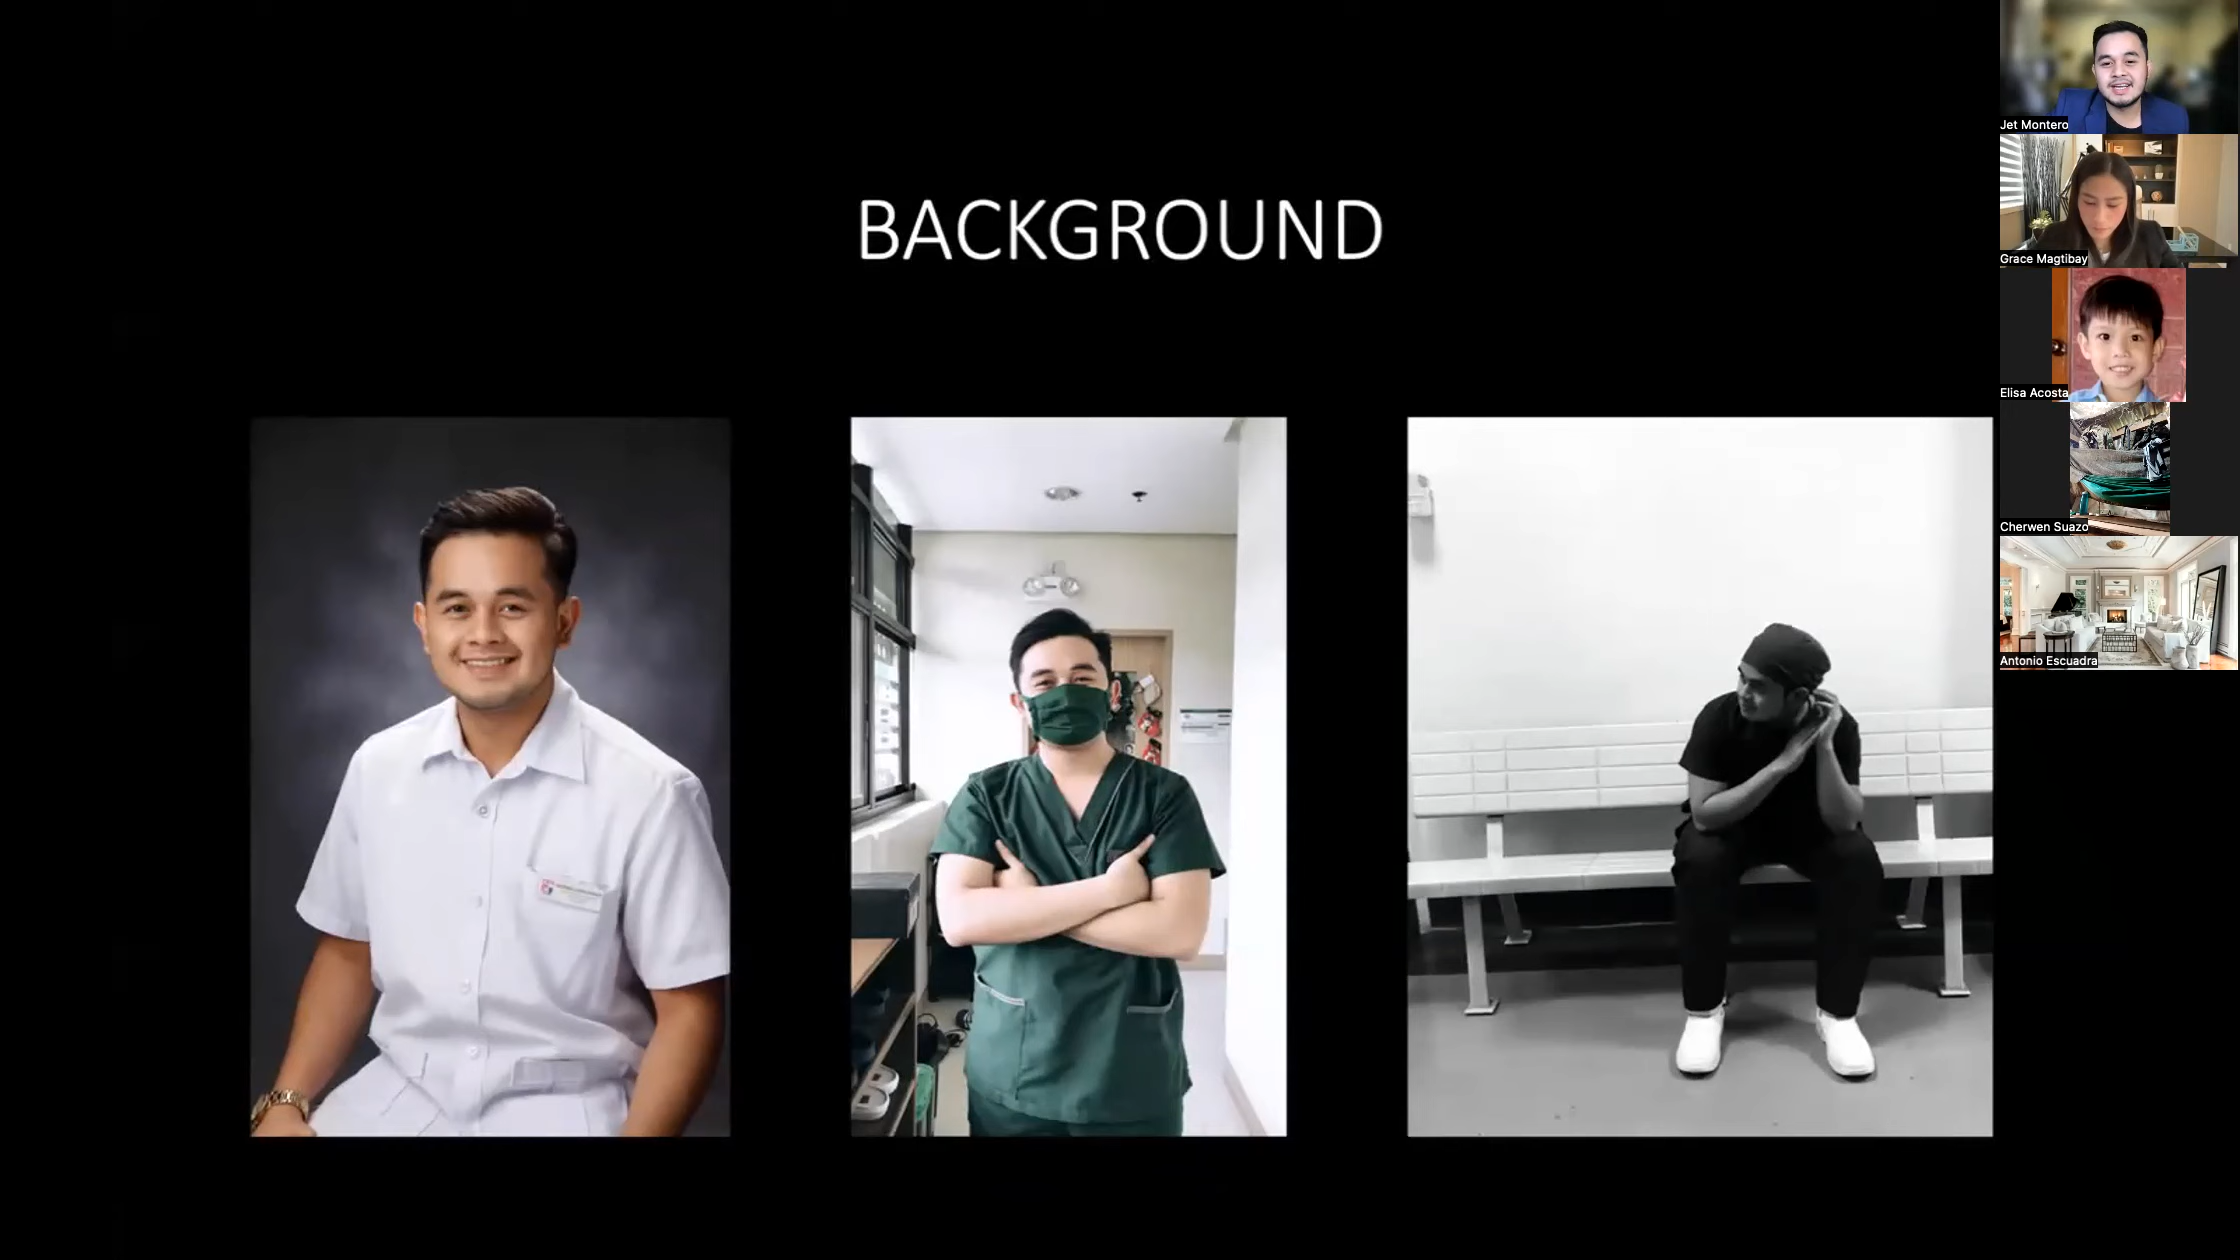 BACKGROUND
Jet Montero
Grace Magtibay
Elisa Acosta
Cherwen Suazo
Antonio Escuadra